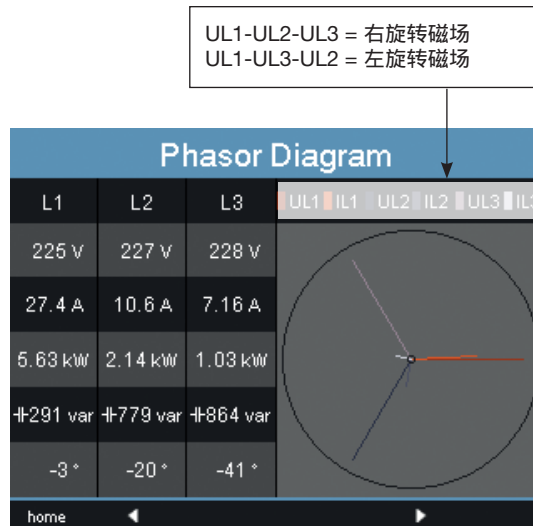 UL1-UL2-UL3 = 右旋转磁场
UL1-UL3-UL2 = 左旋转磁场
Phasor Diagram
L1 L2 L3 UL1 IL1 UL2 IL2 UL3 IL3
225 V 227 V 228 V
27.4 A 10.6 A 7.16 A
5.63 kW 2.14 kW 1.03 kW
⊣⊢291 var ⊣⊢779 var ⊣⊢864 var
-3 ° -20 ° -41 °
home